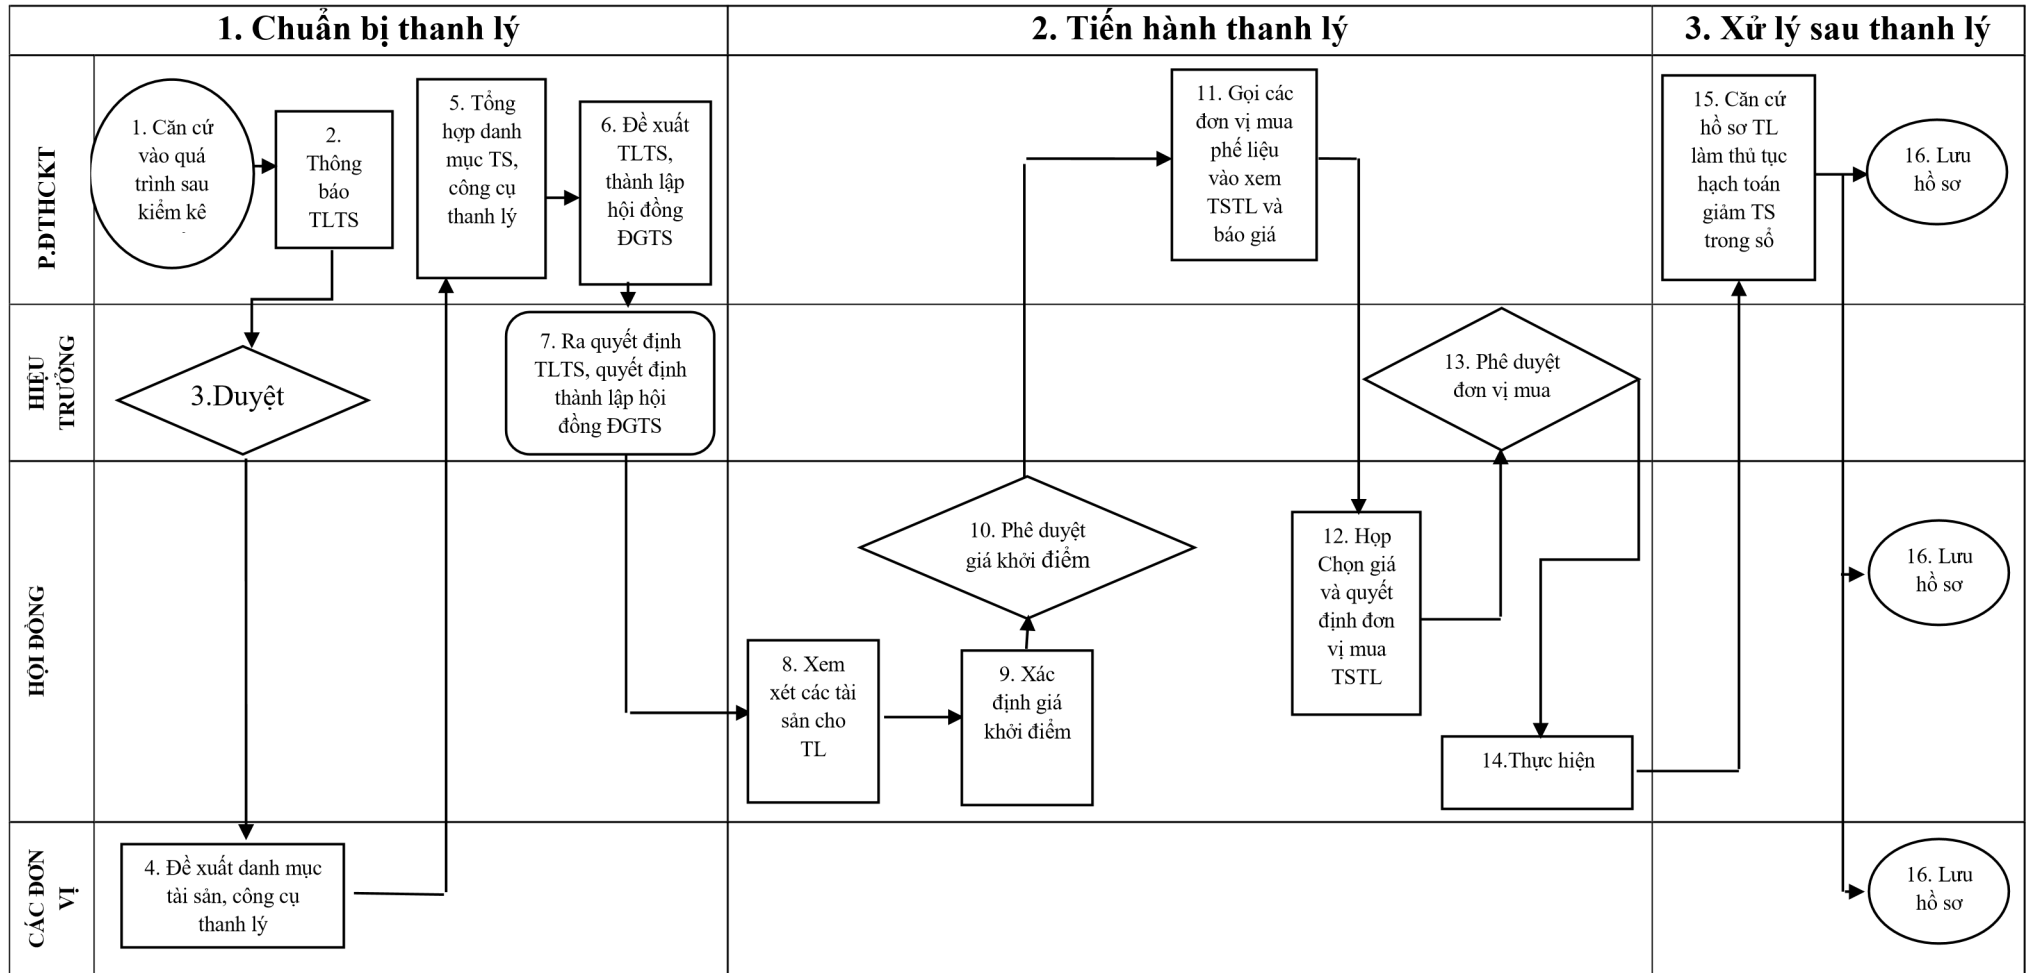 1. Chuẩn bị thanh lý
2. Tiến hành thanh lý
3. Xử lý sau thanh lý
P.ĐTHCKT
1. Căn cứ
vào quá
trình sau
kiểm kê
2.
Thông
báo
TLTS
5. Tổng
hợp danh
mục TS,
công cụ
thanh lý
6. Đề xuất
TLTS,
thành lập
hội đồng
ĐGTS
11. Gọi các
đơn vị mua
phế liệu
vào xem
TSTL và
báo giá
15. Căn cứ
hồ sơ TL
làm thủ tục
hạch toán
giảm TS
trong sổ
16. Lưu
hồ sơ
HIỆU
TRƯỞNG
3.Duyệt
7. Ra quyết định
TLTS, quyết định
thành lập hội
đồng ĐGTS
13. Phê duyệt
đơn vị mua
HỘI ĐỒNG
8. Xem
xét các tài
sản cho
TL
9. Xác
định giá
khởi điểm
10. Phê duyệt
giá khởi điểm
12. Họp
Chọn giá
và quyết
định đơn
vị mua
TSTL
14.Thực hiện
16. Lưu
hồ sơ
CÁC ĐƠN
VỊ
4. Đề xuất danh mục
tài sản, công cụ
thanh lý
16. Lưu
hồ sơ